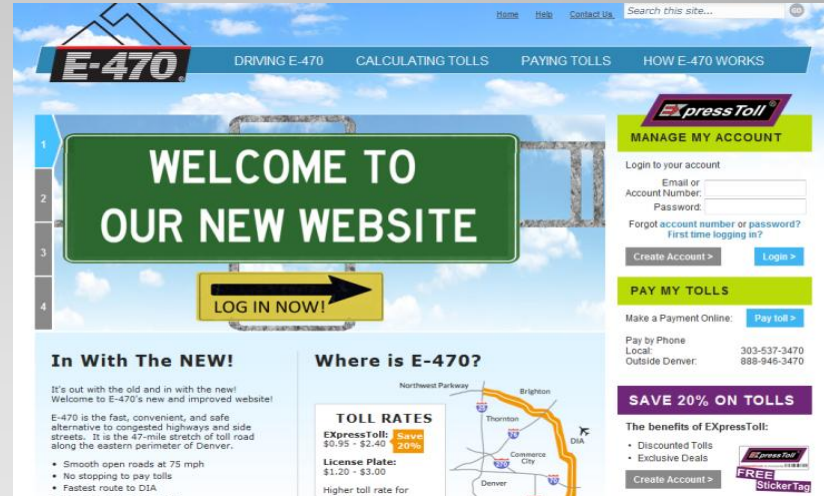 Home Help Contact Us Search this site... GO
E-470
DRIVING E-470 CALCULATING TOLLS PAYING TOLLS HOW E-470 WORKS
1
2
3
4
WELCOME TO
OUR NEW WEBSITE
LOG IN NOW!
EXpressToll
MANAGE MY ACCOUNT
Login to your account
Email or
Account Number:
Password:
Forgot account number or password?
First time logging in?
Create Account > Login >
PAY MY TOLLS
Make a Payment Online: Pay toll >
Pay by Phone
Local: 303-537-3470
Outside Denver: 888-946-3470
SAVE 20% ON TOLLS
The benefits of EXpressToll:
• Discounted Tolls
• Exclusive Deals
EXpressToll
FREE
StickerTag
Create Account >
In With The NEW!
It's out with the old and in with the new!
Welcome to E-470's new and improved website!
E-470 is the fast, convenient, and safe
alternative to congested highways and side
streets. It is the 47-mile stretch of toll road
along the eastern perimeter of Denver.
• Smooth open roads at 75 mph
• No stopping to pay tolls
• Fastest route to DIA
Where is E-470?
TOLL RATES
EXpressToll:
$0.95 - $2.40
Save
20%
License Plate:
$1.20 - $3.00
Higher toll rate for
Northwest Parkway
Brighton
25
Thornton
76
DIA
Commerce
City
270
Denver
70